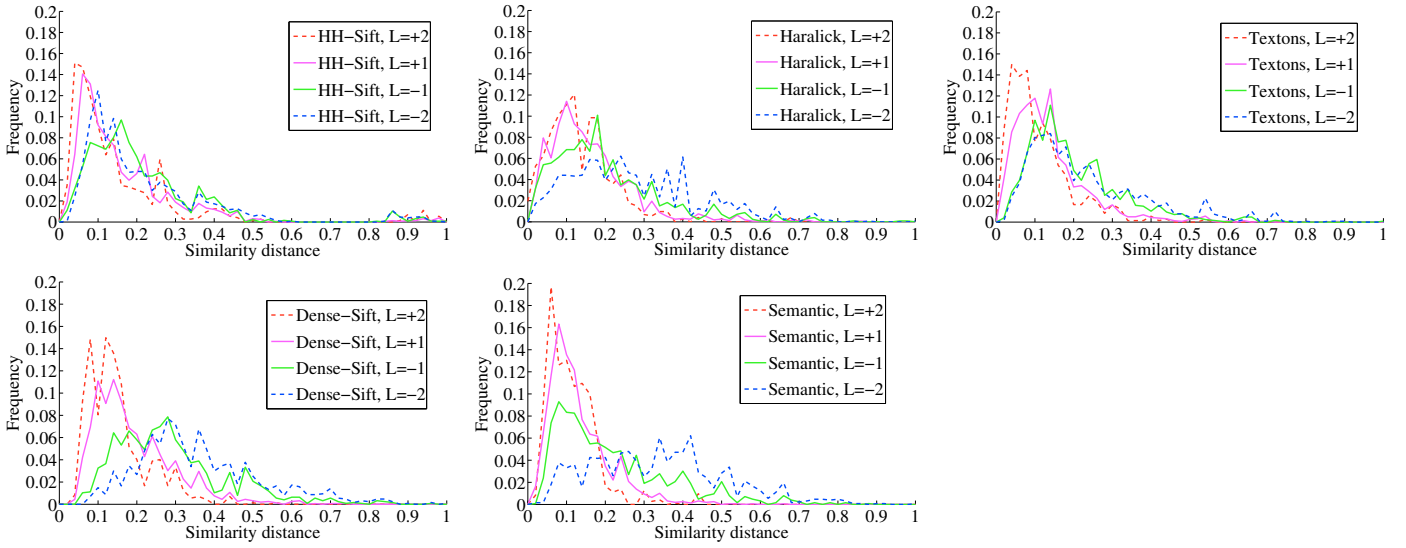 0.2
0.18
0.16
0.14
0.12
0.1
0.08
0.06
0.04
0.02
0
Frequency
0 0.1 0.2 0.3 0.4 0.5 0.6 0.7 0.8 0.9 1
Similarity distance
HH−Sift, L=+2
HH−Sift, L=+1
HH−Sift, L=−1
HH−Sift, L=−2
0.2
0.18
0.16
0.14
0.12
0.1
0.08
0.06
0.04
0.02
0
Frequency
0 0.1 0.2 0.3 0.4 0.5 0.6 0.7 0.8 0.9 1
Similarity distance
Haralick, L=+2
Haralick, L=+1
Haralick, L=−1
Haralick, L=−2
0.2
0.18
0.16
0.14
0.12
0.1
0.08
0.06
0.04
0.02
0
Frequency
0 0.1 0.2 0.3 0.4 0.5 0.6 0.7 0.8 0.9 1
Similarity distance
Textons, L=+2
Textons, L=+1
Textons, L=−1
Textons, L=−2
0.2
0.18
0.16
0.14
0.12
0.1
0.08
0.06
0.04
0.02
0
Frequency
0 0.1 0.2 0.3 0.4 0.5 0.6 0.7 0.8 0.9 1
Similarity distance
Dense−Sift, L=+2
Dense−Sift, L=+1
Dense−Sift, L=−1
Dense−Sift, L=−2
0.2
0.18
0.16
0.14
0.12
0.1
0.08
0.06
0.04
0.02
0
Frequency
0 0.1 0.2 0.3 0.4 0.5 0.6 0.7 0.8 0.9 1
Similarity distance
Semantic, L=+2
Semantic, L=+1
Semantic, L=−1
Semantic, L=−2